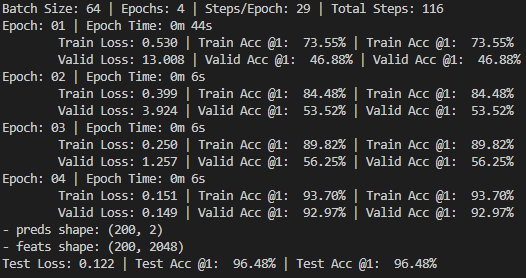 Batch Size: 64 | Epochs: 4 | Steps/Epoch: 29 | Total Steps: 116
Epoch: 01 | Epoch Time: 0m 44s
Train Loss: 0.530 | Train Acc @1: 73.55% | Train Acc @1: 73.55%
Valid Loss: 13.008 | Valid Acc @1: 46.88% | Valid Acc @1: 46.88%
Epoch: 02 | Epoch Time: 0m 6s
Train Loss: 0.399 | Train Acc @1: 84.48% | Train Acc @1: 84.48%
Valid Loss: 3.924 | Valid Acc @1: 53.52% | Valid Acc @1: 53.52%
Epoch: 03 | Epoch Time: 0m 6s
Train Loss: 0.250 | Train Acc @1: 89.82% | Train Acc @1: 89.82%
Valid Loss: 1.257 | Valid Acc @1: 56.25% | Valid Acc @1: 56.25%
Epoch: 04 | Epoch Time: 0m 6s
Train Loss: 0.151 | Train Acc @1: 93.70% | Train Acc @1: 93.70%
Valid Loss: 0.149 | Valid Acc @1: 92.97% | Valid Acc @1: 92.97%
- preds shape: (200, 2)
- feats shape: (200, 2048)
Test Loss: 0.122 | Test Acc @1: 96.48% | Test Acc @1: 96.48%